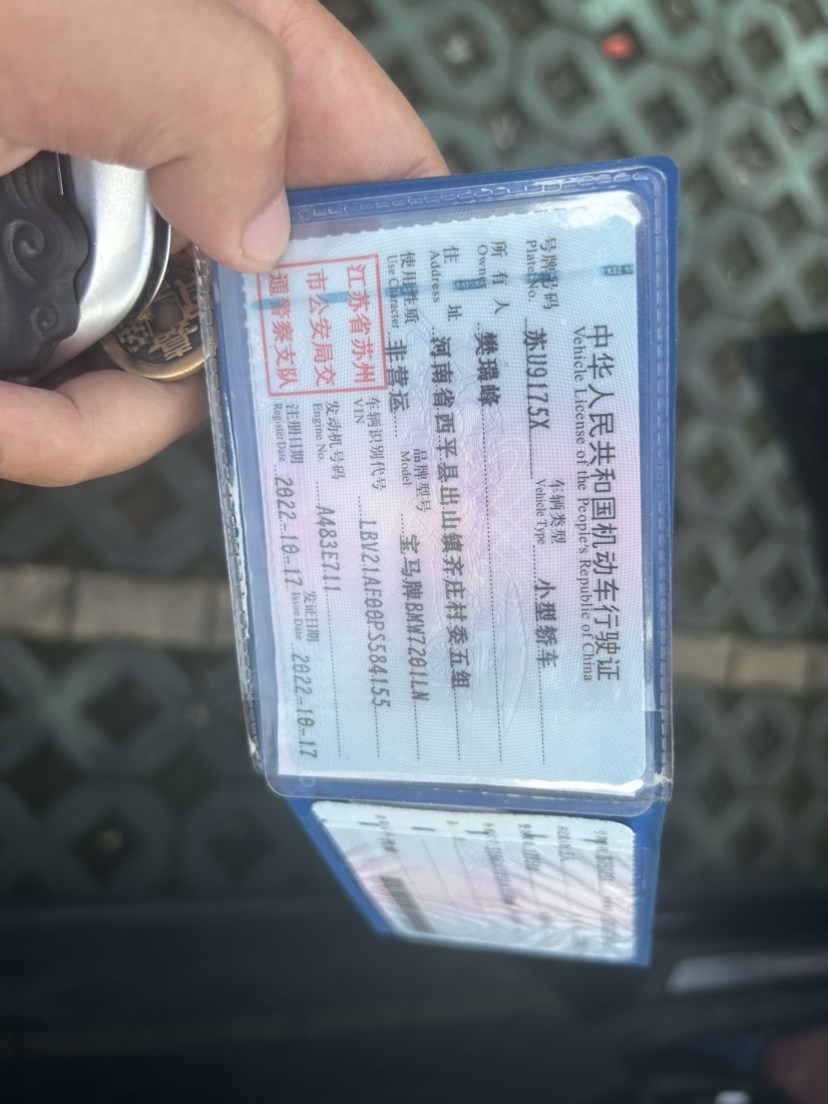 中华人民共和国机动车行驶证
Vehicle License of the People's Republic of China
号牌号码 苏U9175X 车辆类型 小型轿车
Plate No. Vehicle Type
所有人 樊瑞峰
Owner
住址 河南省西平县出山镇齐庄村委五组
Address
使用性质 非营运 品牌型号 宝马牌BMW7201LN
Use Character Model
江苏省苏州
市公安局交
通警察支队
车辆识别代号 LBV21AF00PS584155
VIN
发动机号码 A483E711
Engine No.
注册日期 2022-10-17 发证日期 2022-10-17
Register Date Issue Date